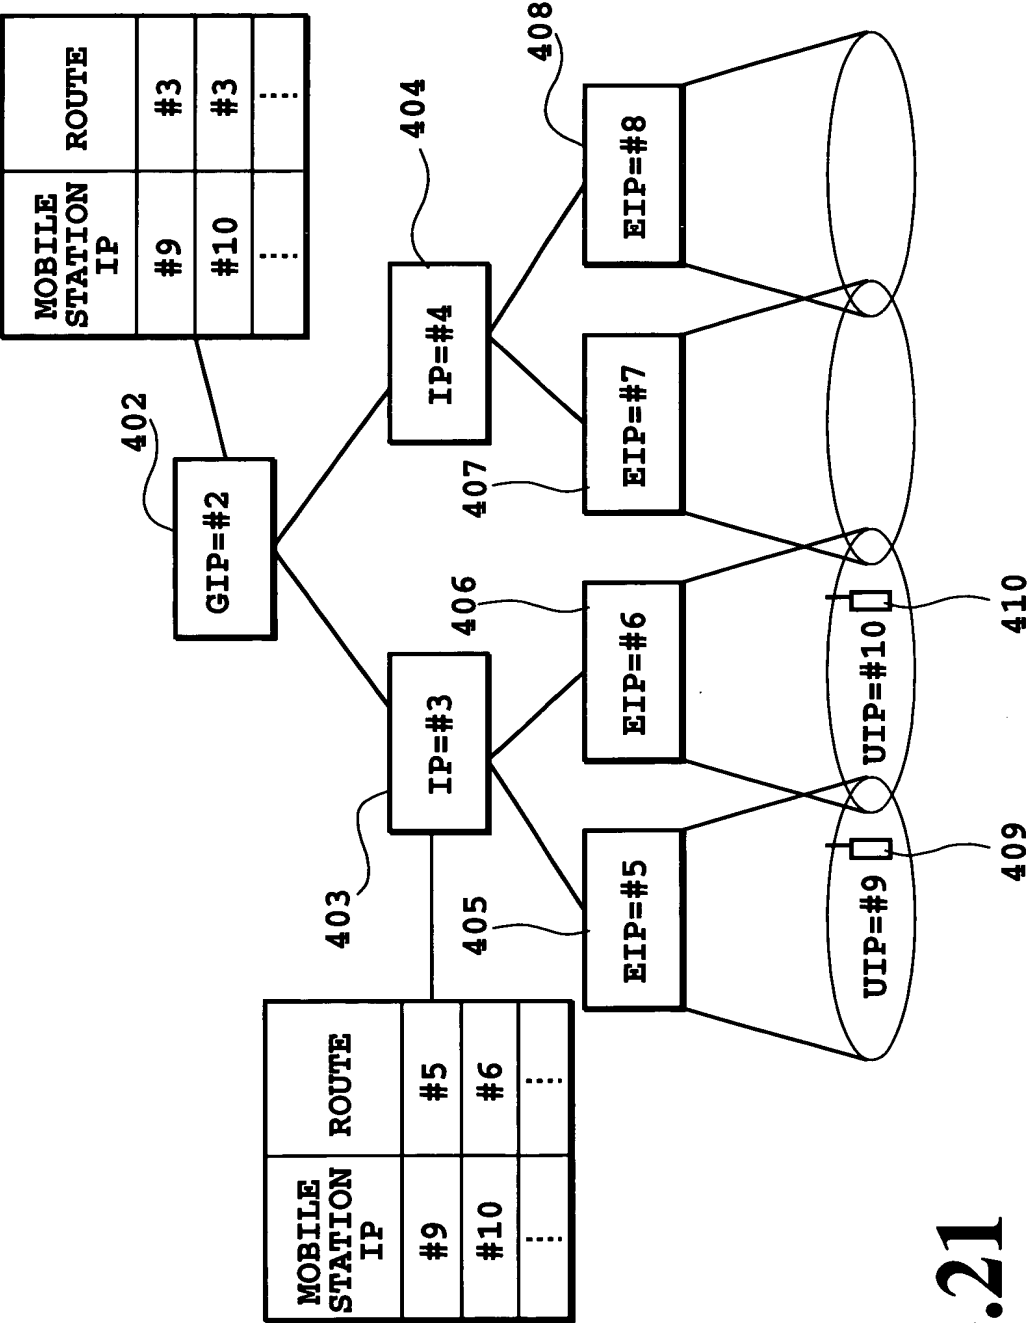 MOBILE
STATION
IP
ROUTE
#9
#3
#10
#3
402
GIP=#2
404
IP=#4
403
IP=#3
MOBILE
STATION
IP
ROUTE
#9
#5
#10
#6
405
EIP=#5
406
EIP=#6
407
EIP=#7
408
EIP=#8
UIP=#9
UIP=#10
409
410
.21